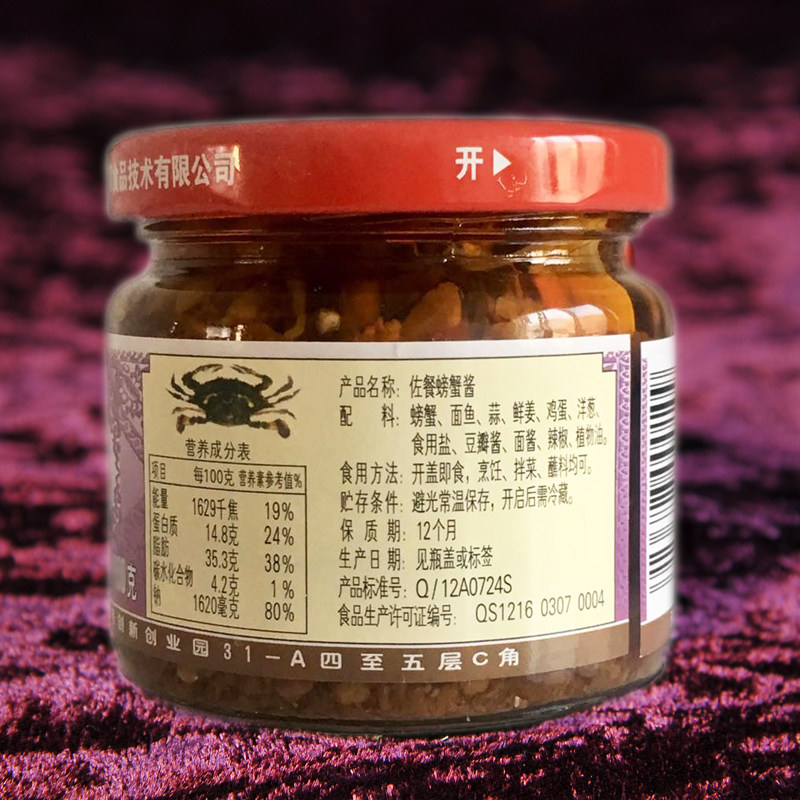 食品技术有限公司
开
产品名称：佐餐螃蟹酱
配 料：螃蟹、面鱼、蒜、鲜姜、鸡蛋、洋葱、
食用盐、豆瓣酱、面酱、辣椒、植物油。
食用方法：开盖即食，烹饪、拌菜、蘸料均可。
贮存条件：避光常温保存，开启后需冷藏。
保 质 期：12个月
生产日期：见瓶盖或标签
产品标准号：Q/12A0724S
食品生产许可证编号： QS1216 0307 0004
营养成分表
项目 每100克 营养素参考值%
能量 1629千焦 19%
蛋白质 14.8克 24%
脂肪 35.3克 38%
碳水化合物 4.2克 1%
钠 1620毫克 80%
克
创新创业园31-A四至五层C角